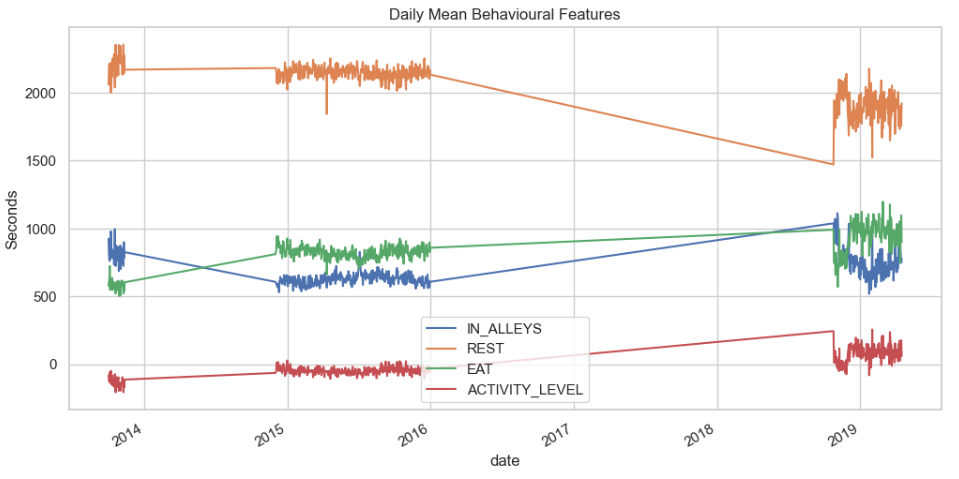 Daily Mean Behavioural Features
Seconds
2000
1500
1000
500
0
IN_ALLEYS
REST
EAT
ACTIVITY_LEVEL
2014
2015
2016
2017
2018
2019
date